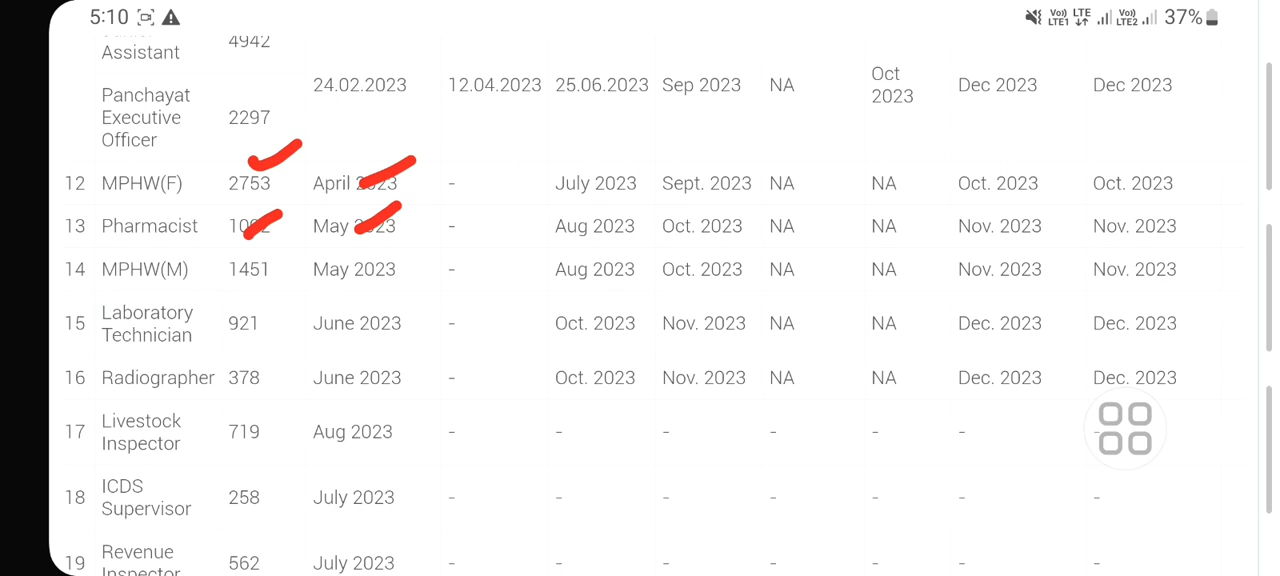 5:10 Vo)) LTE1 LTE Vo)) LTE2 37%
Assistant 4942
24.02.2023 12.04.2023 25.06.2023 Sep 2023 NA Oct 2023 Dec 2023 Dec 2023
Panchayat Executive Officer 2297
12 MPHW(F) 2753 April 2023 - July 2023 Sept. 2023 NA NA Oct. 2023 Oct. 2023
13 Pharmacist May 2023 - Aug 2023 Oct. 2023 NA NA Nov. 2023 Nov. 2023
14 MPHW(M) 1451 May 2023 - Aug 2023 Oct. 2023 NA NA Nov. 2023 Nov. 2023
15 Laboratory Technician 921 June 2023 - Oct. 2023 Nov. 2023 NA NA Dec. 2023 Dec. 2023
16 Radiographer 378 June 2023 - Oct. 2023 Nov. 2023 NA NA Dec. 2023 Dec. 2023
17 Livestock Inspector 719 Aug 2023 - - - - - - -
18 ICDS Supervisor 258 July 2023 - - - - - - -
19 Revenue Inspector 562 July 2023 - - - - - - -